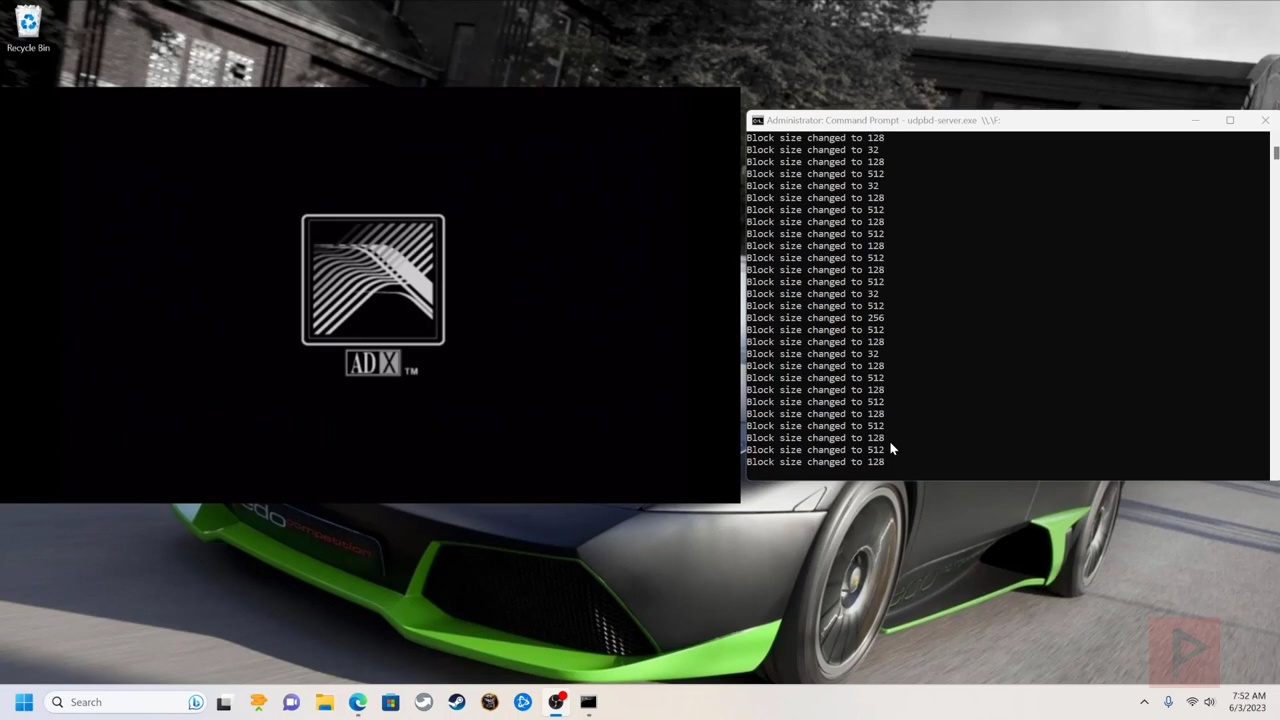 Recycle Bin
ADX™
Administrator: Command Prompt - udpbd-server.exe \\.\F:
Block size changed to 128
Block size changed to 32
Block size changed to 128
Block size changed to 512
Block size changed to 32
Block size changed to 128
Block size changed to 512
Block size changed to 128
Block size changed to 512
Block size changed to 128
Block size changed to 512
Block size changed to 128
Block size changed to 512
Block size changed to 32
Block size changed to 512
Block size changed to 256
Block size changed to 512
Block size changed to 128
Block size changed to 32
Block size changed to 128
Block size changed to 512
Block size changed to 128
Block size changed to 512
Block size changed to 128
Block size changed to 512
Block size changed to 128
Block size changed to 512
Block size changed to 128
edo competition
Search
7:52 AM
6/3/2023